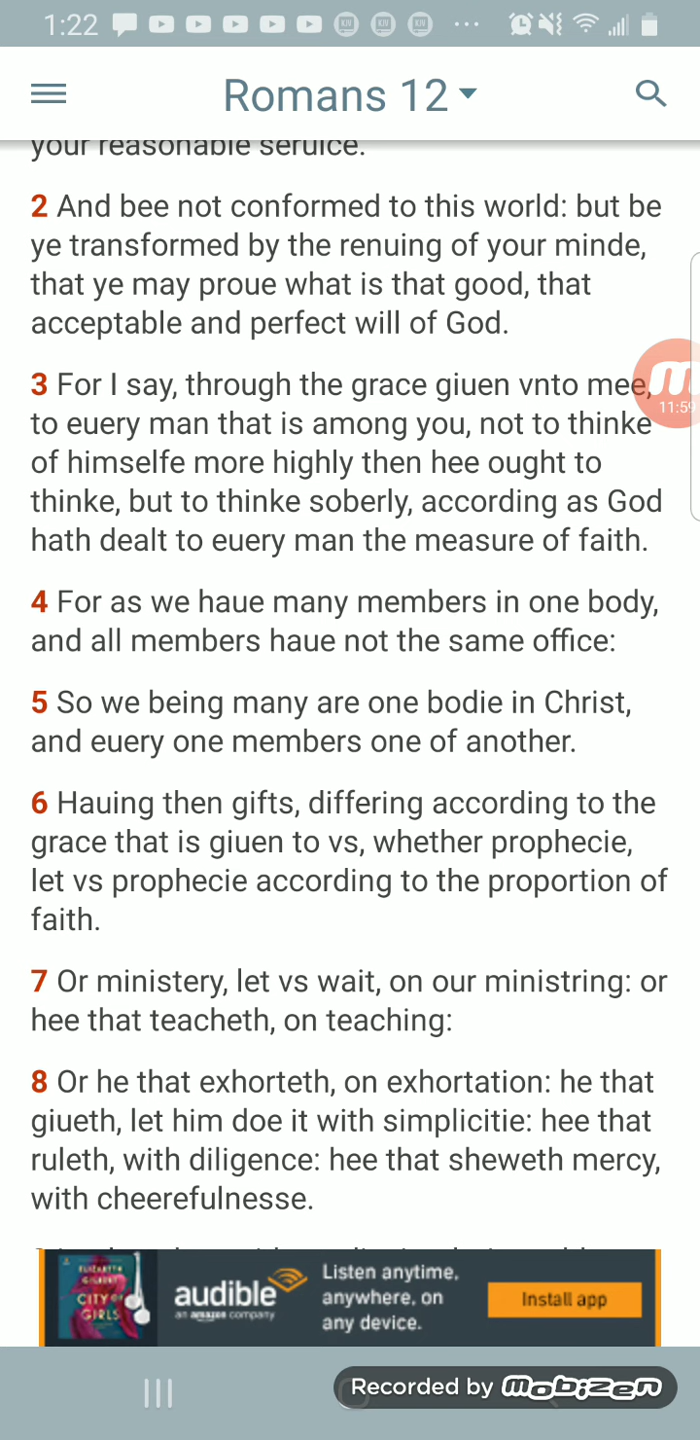 1:22
Romans 12
your reasonable seruice.
2 And bee not conformed to this world: but be
ye transformed by the renuing of your minde,
that ye may proue what is that good, that
acceptable and perfect will of God.
3 For I say, through the grace giuen vnto mee,
11:59
to euery man that is among you, not to thinke
of himselfe more highly then hee ought to
thinke, but to thinke soberly, according as God
hath dealt to euery man the measure of faith.
4 For as we haue many members in one body,
and all members haue not the same office:
5 So we being many are one bodie in Christ,
and euery one members one of another.
6 Hauing then gifts, differing according to the
grace that is giuen to vs, whether prophecie,
let vs prophecie according to the proportion of
faith.
7 Or ministery, let vs wait, on our ministring: or
hee that teacheth, on teaching:
8 Or he that exhorteth, on exhortation: he that
giueth, let him doe it with simplicitie: hee that
ruleth, with diligence: hee that sheweth mercy,
with cheerefulnesse.
ELIZABETH
GILBERT
CITY OF
GIRLS
audible
an amazon company
Listen anytime,
anywhere, on
any device.
Install app
Recorded by mobizen